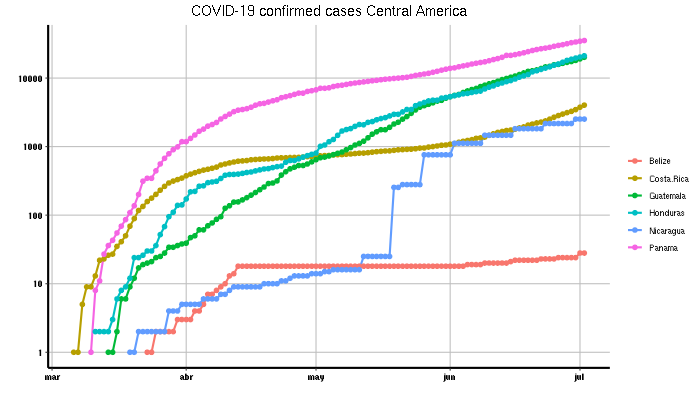 COVID-19 confirmed cases Central America
10000
1000
100
10
1
mar
abr
may
jun
jul
Belize
Costa.Rica
Guatemala
Honduras
Nicaragua
Panama